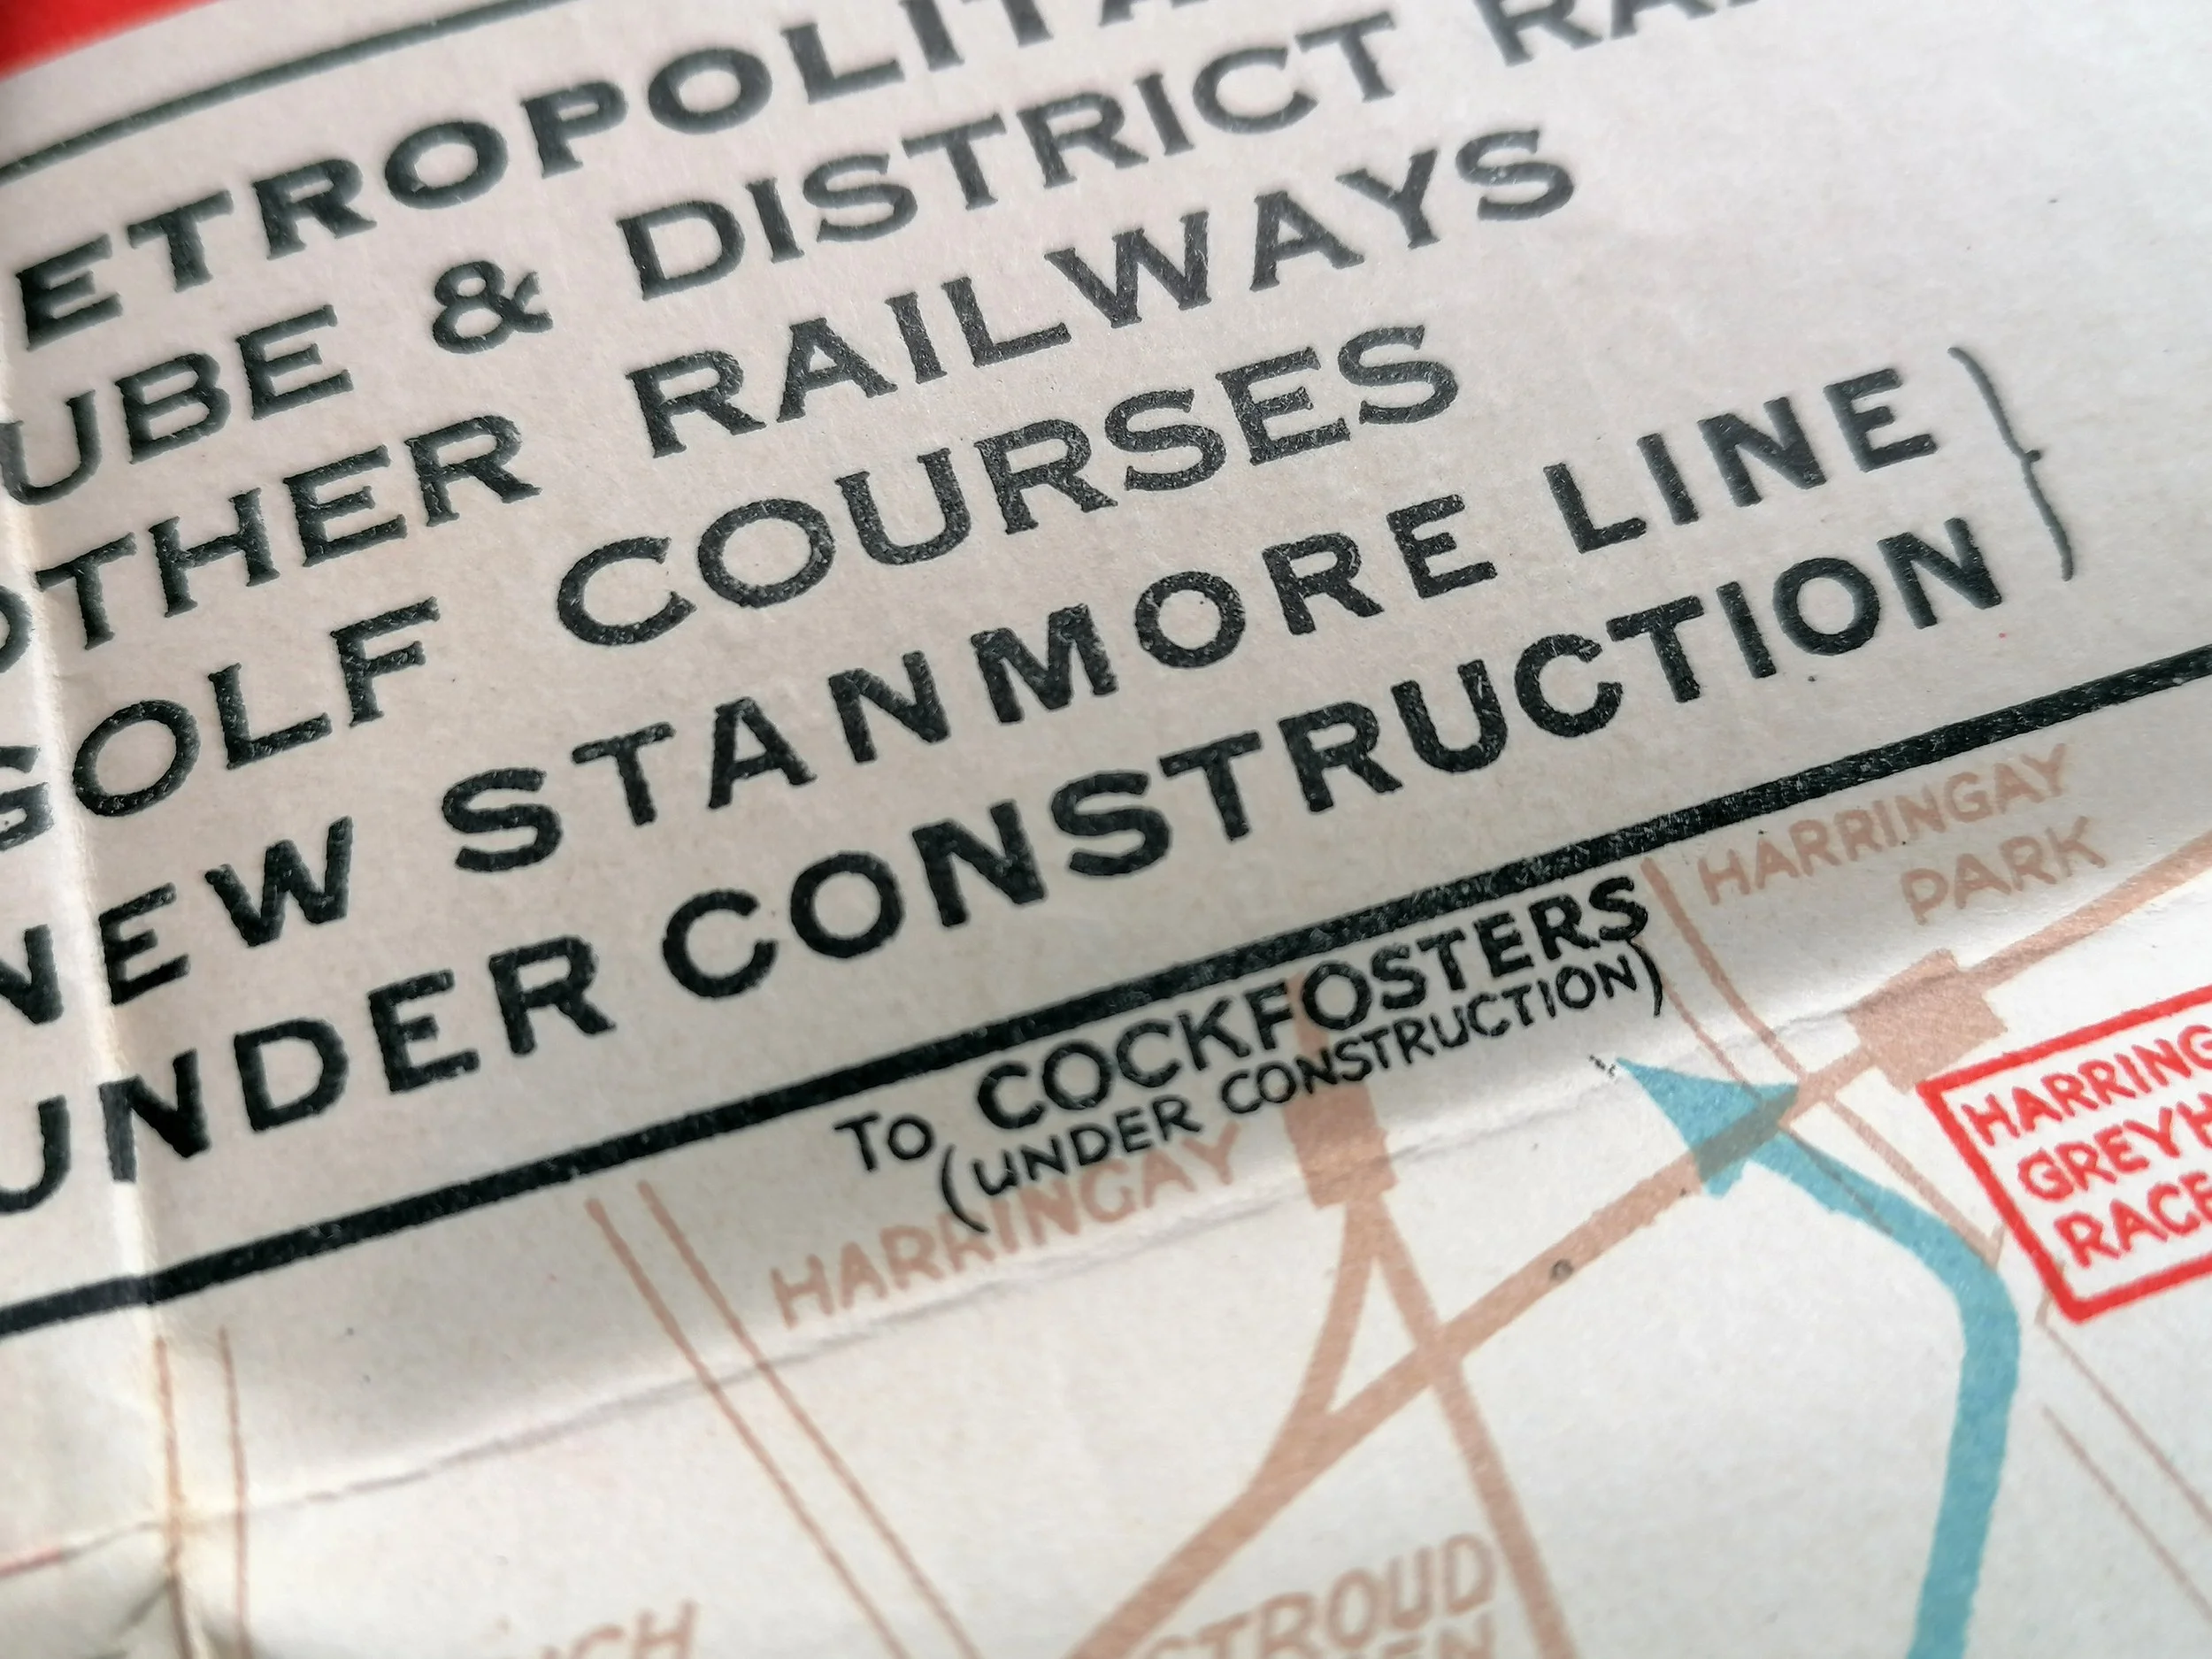 ETROPOLITA
UBE & DISTRICT RA
OTHER RAILWAYS
GOLF COURSES
NEW STANMORE LINE }
UNDER CONSTRUCTION
HARRINGAY
PARK
To COCKFOSTERS
(UNDER CONSTRUCTION)
HARRINGAY
HARRING
GREYH
RACE
STROUD